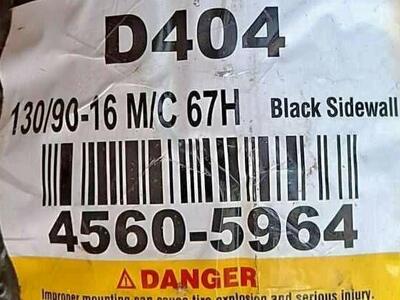 D404
130/90-16 M/C 67H Black Sidewall
4560-5964
⚠DANGER
Improper mounting can cause tire explosion and serious injury.